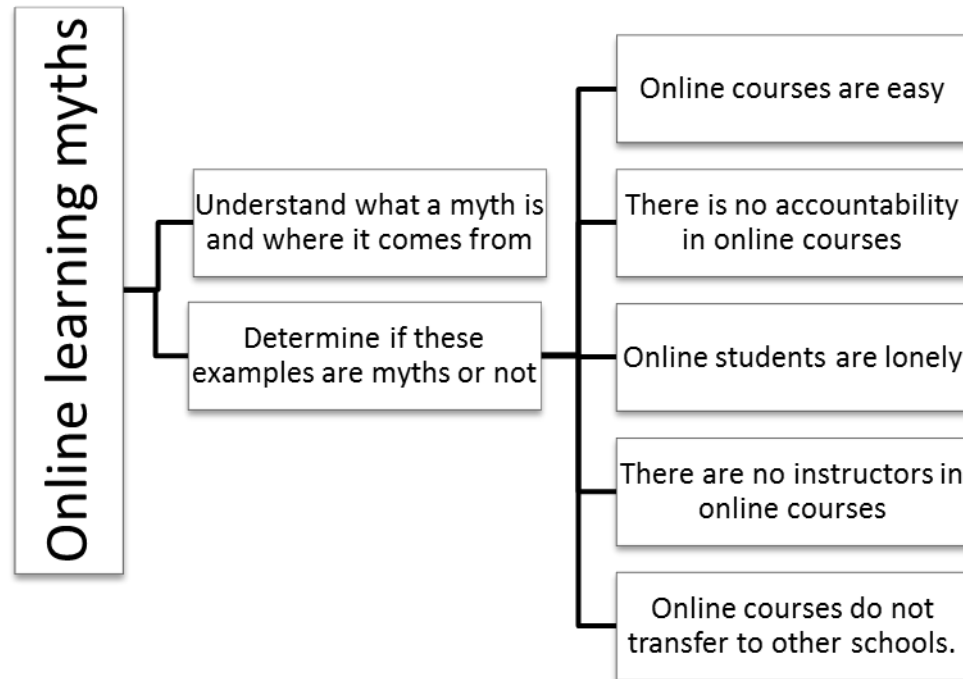 Online learning myths
Understand what a myth is
and where it comes from
Determine if these
examples are myths or not
Online courses are easy
There is no accountability
in online courses
Online students are lonely
There are no instructors in
online courses
Online courses do not
transfer to other schools.